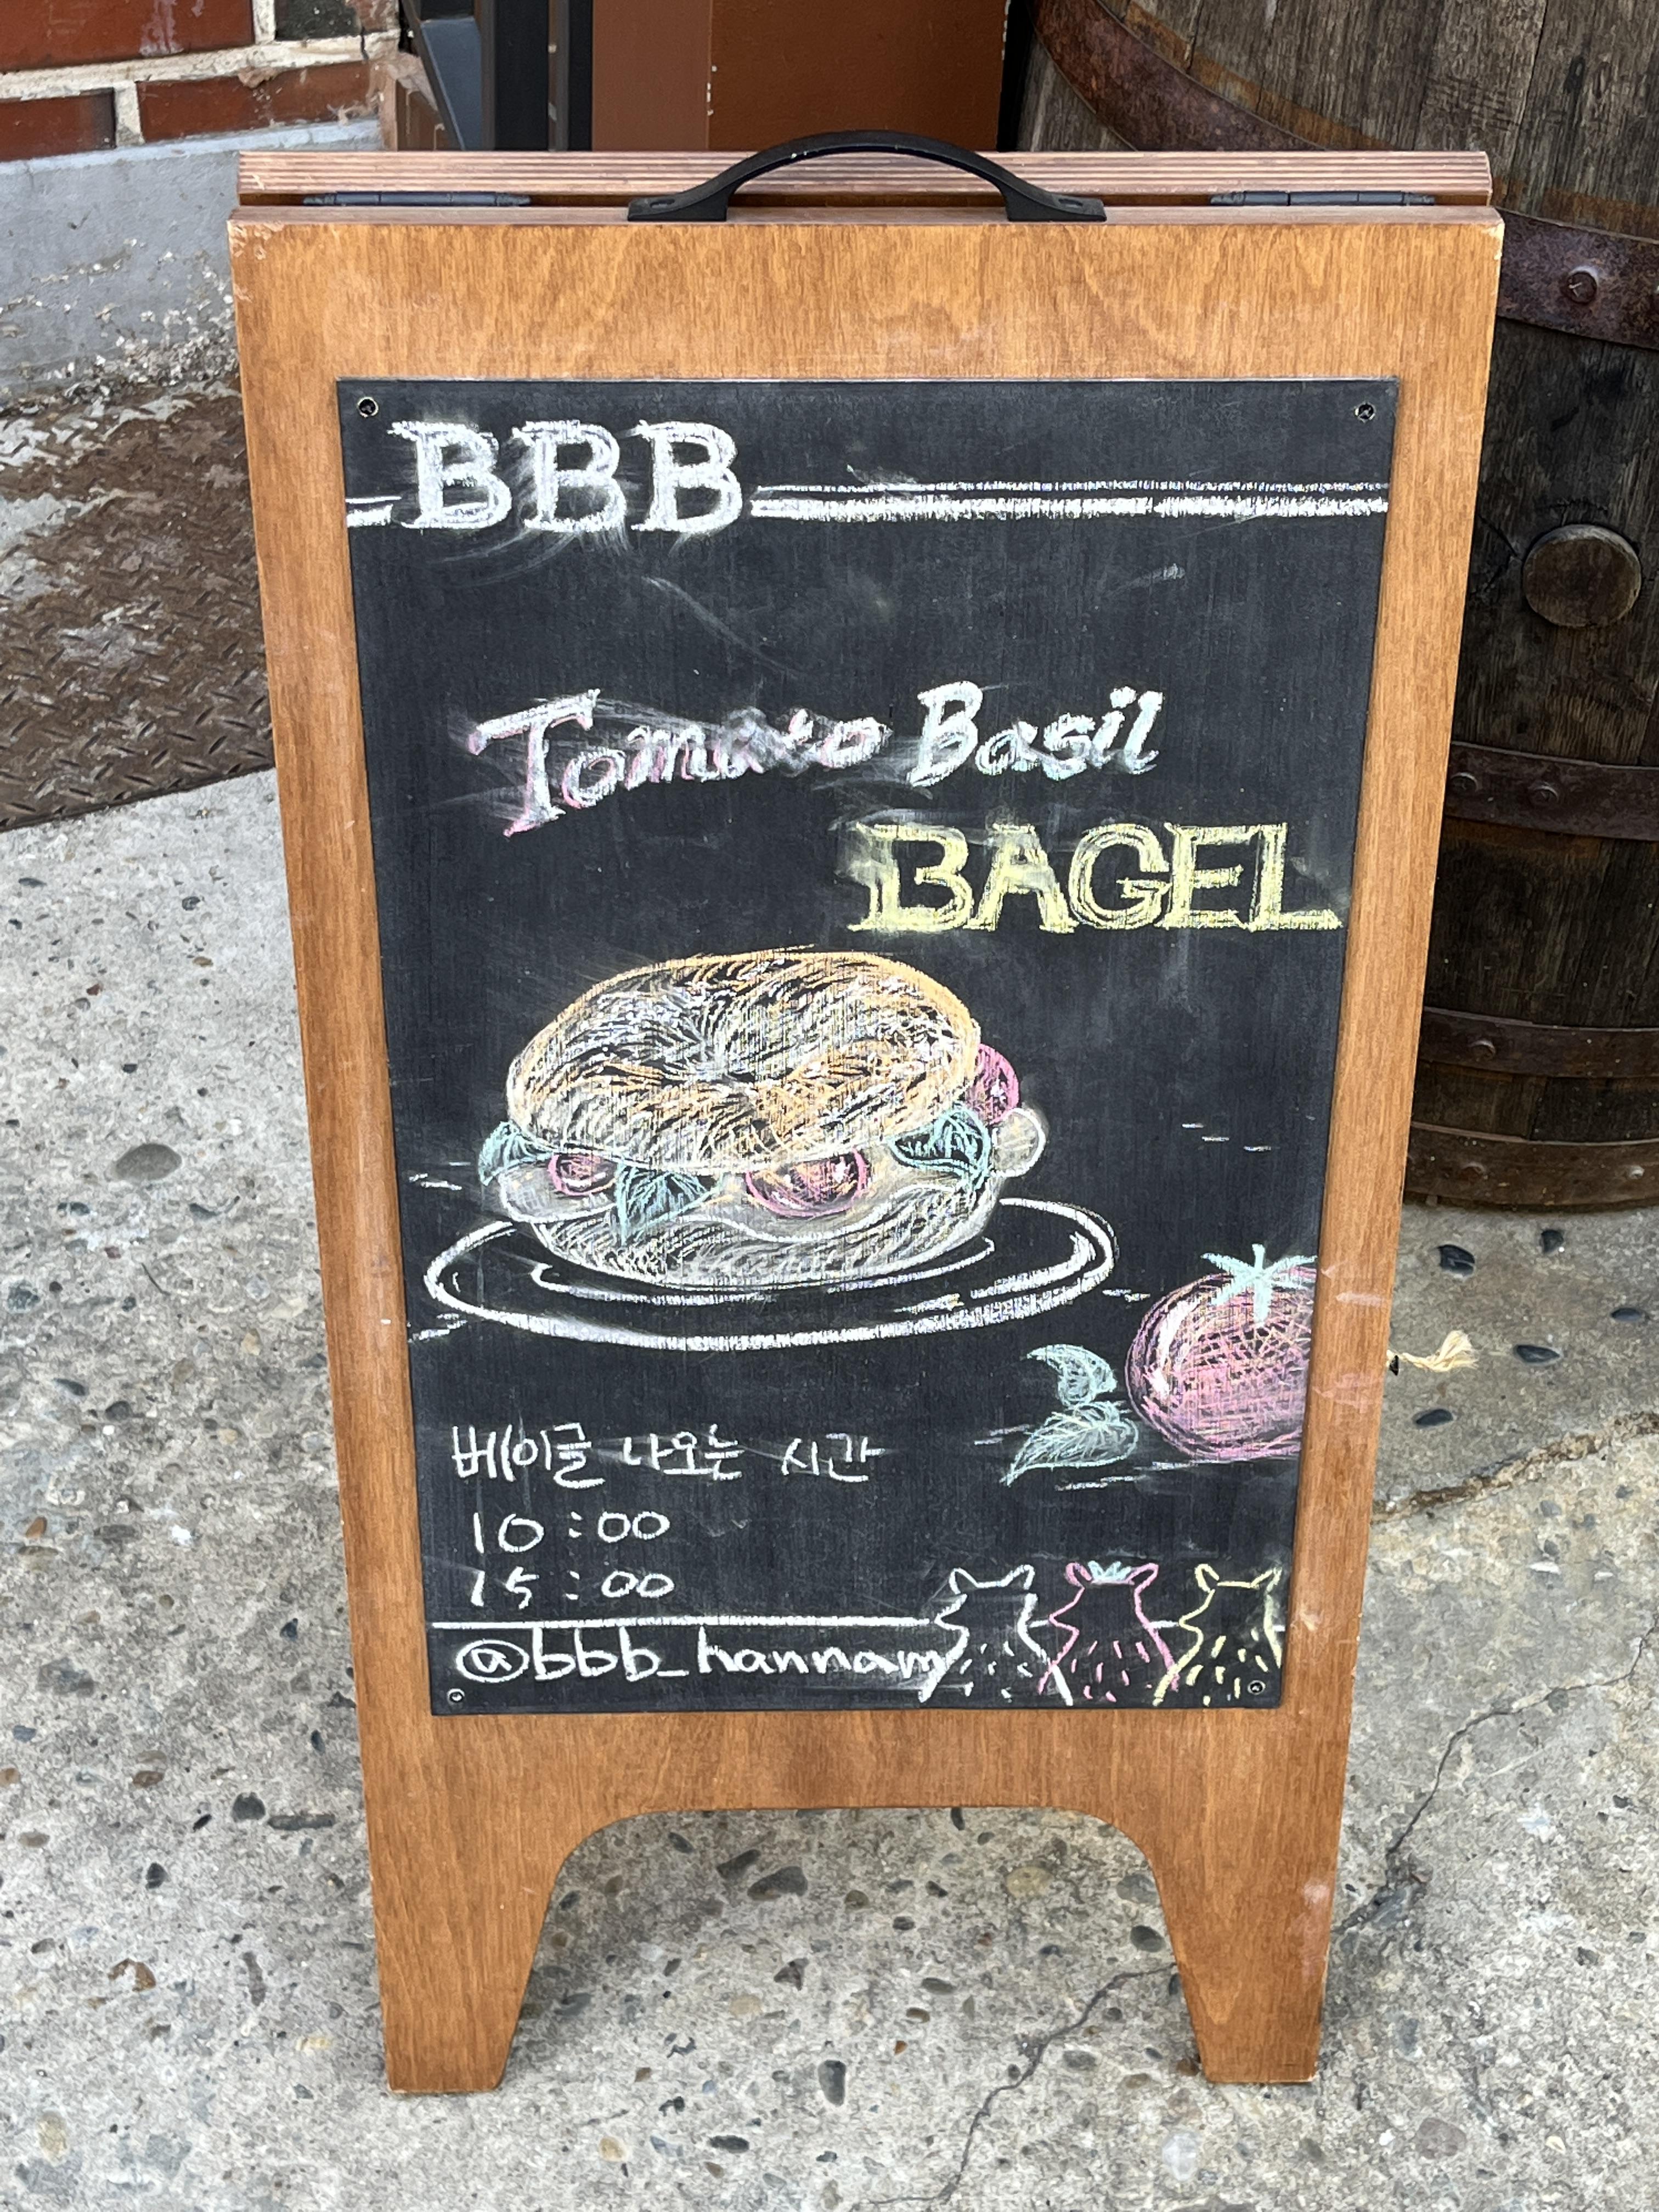 BBB
Tomato Basil
BAGEL
베이글 나오는 시간
10:00
15:00
@bbb_hannam